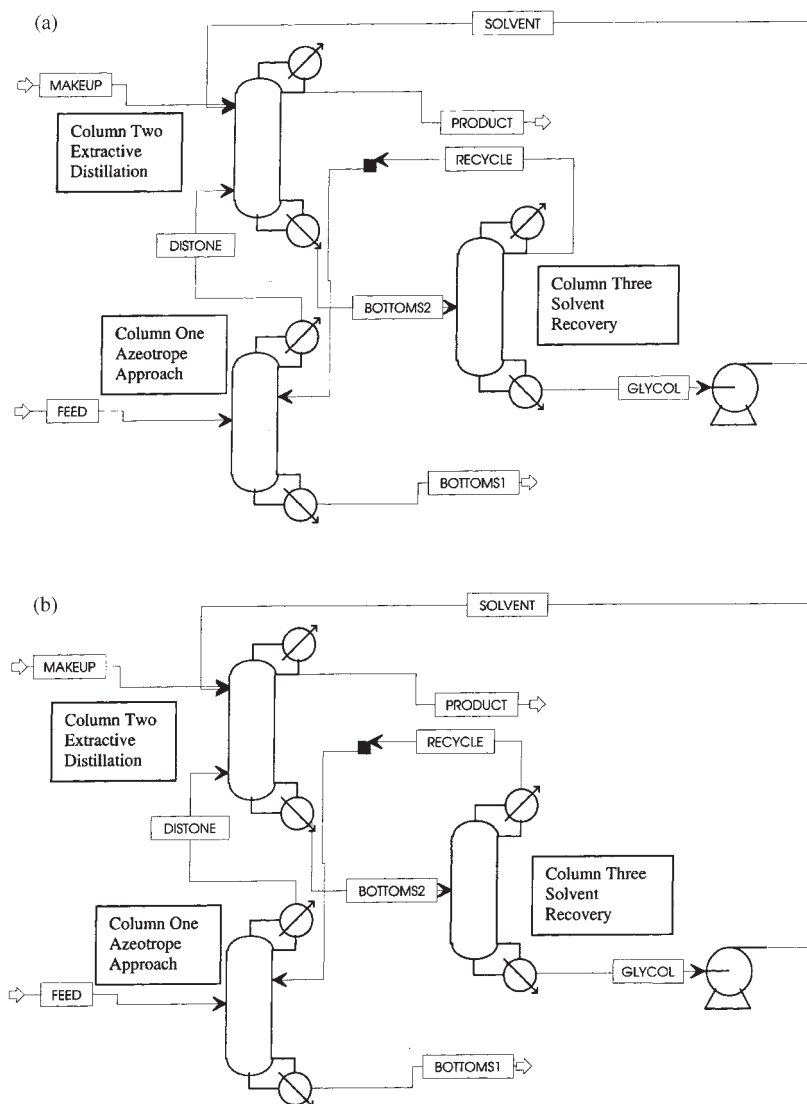 (a)
SOLVENT
MAKEUP
Column Two
Extractive
Distillation
PRODUCT
RECYCLE
DISTONE
BOTTOMS2
Column Three
Solvent
Recovery
Column One
Azeotrope
Approach
GLYCOL
FEED
BOTTOMS1
(b)
SOLVENT
MAKEUP
Column Two
Extractive
Distillation
PRODUCT
RECYCLE
DISTONE
BOTTOMS2
Column Three
Solvent
Recovery
Column One
Azeotrope
Approach
GLYCOL
FEED
BOTTOMS1